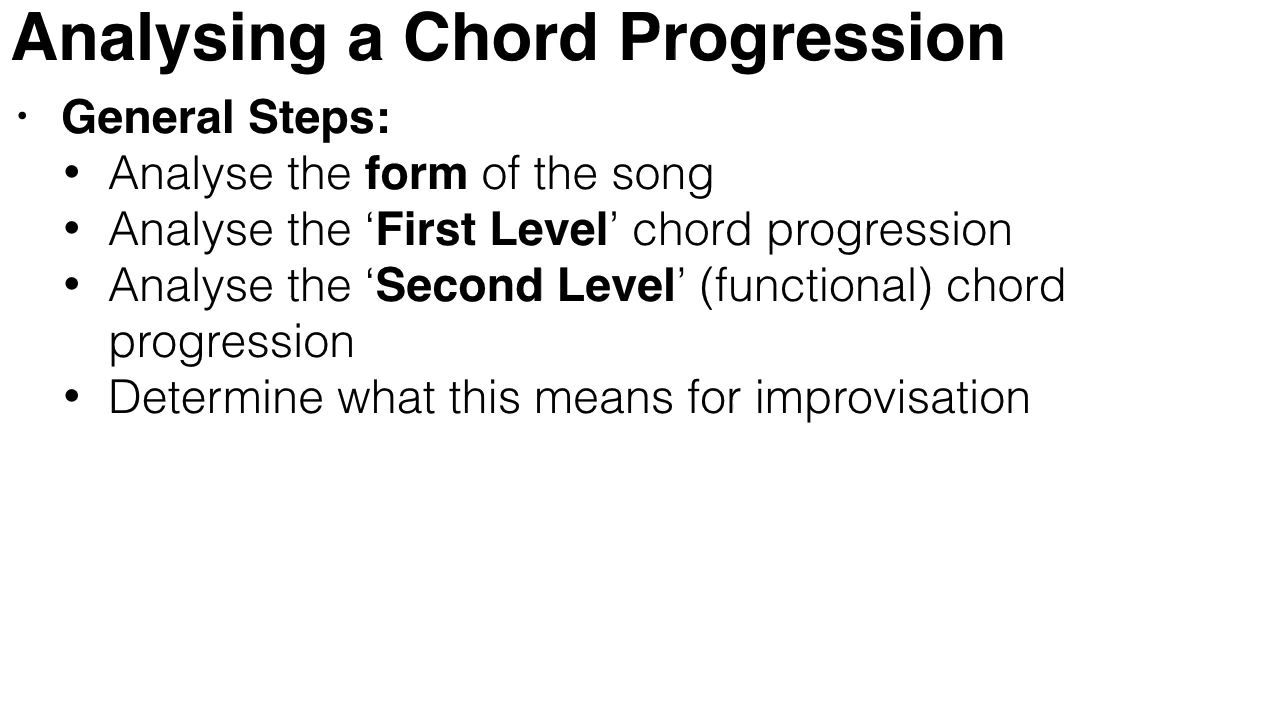 Analysing a Chord Progression
• General Steps:
• Analyse the form of the song
• Analyse the ‘First Level’ chord progression
• Analyse the ‘Second Level’ (functional) chord
progression
• Determine what this means for improvisation